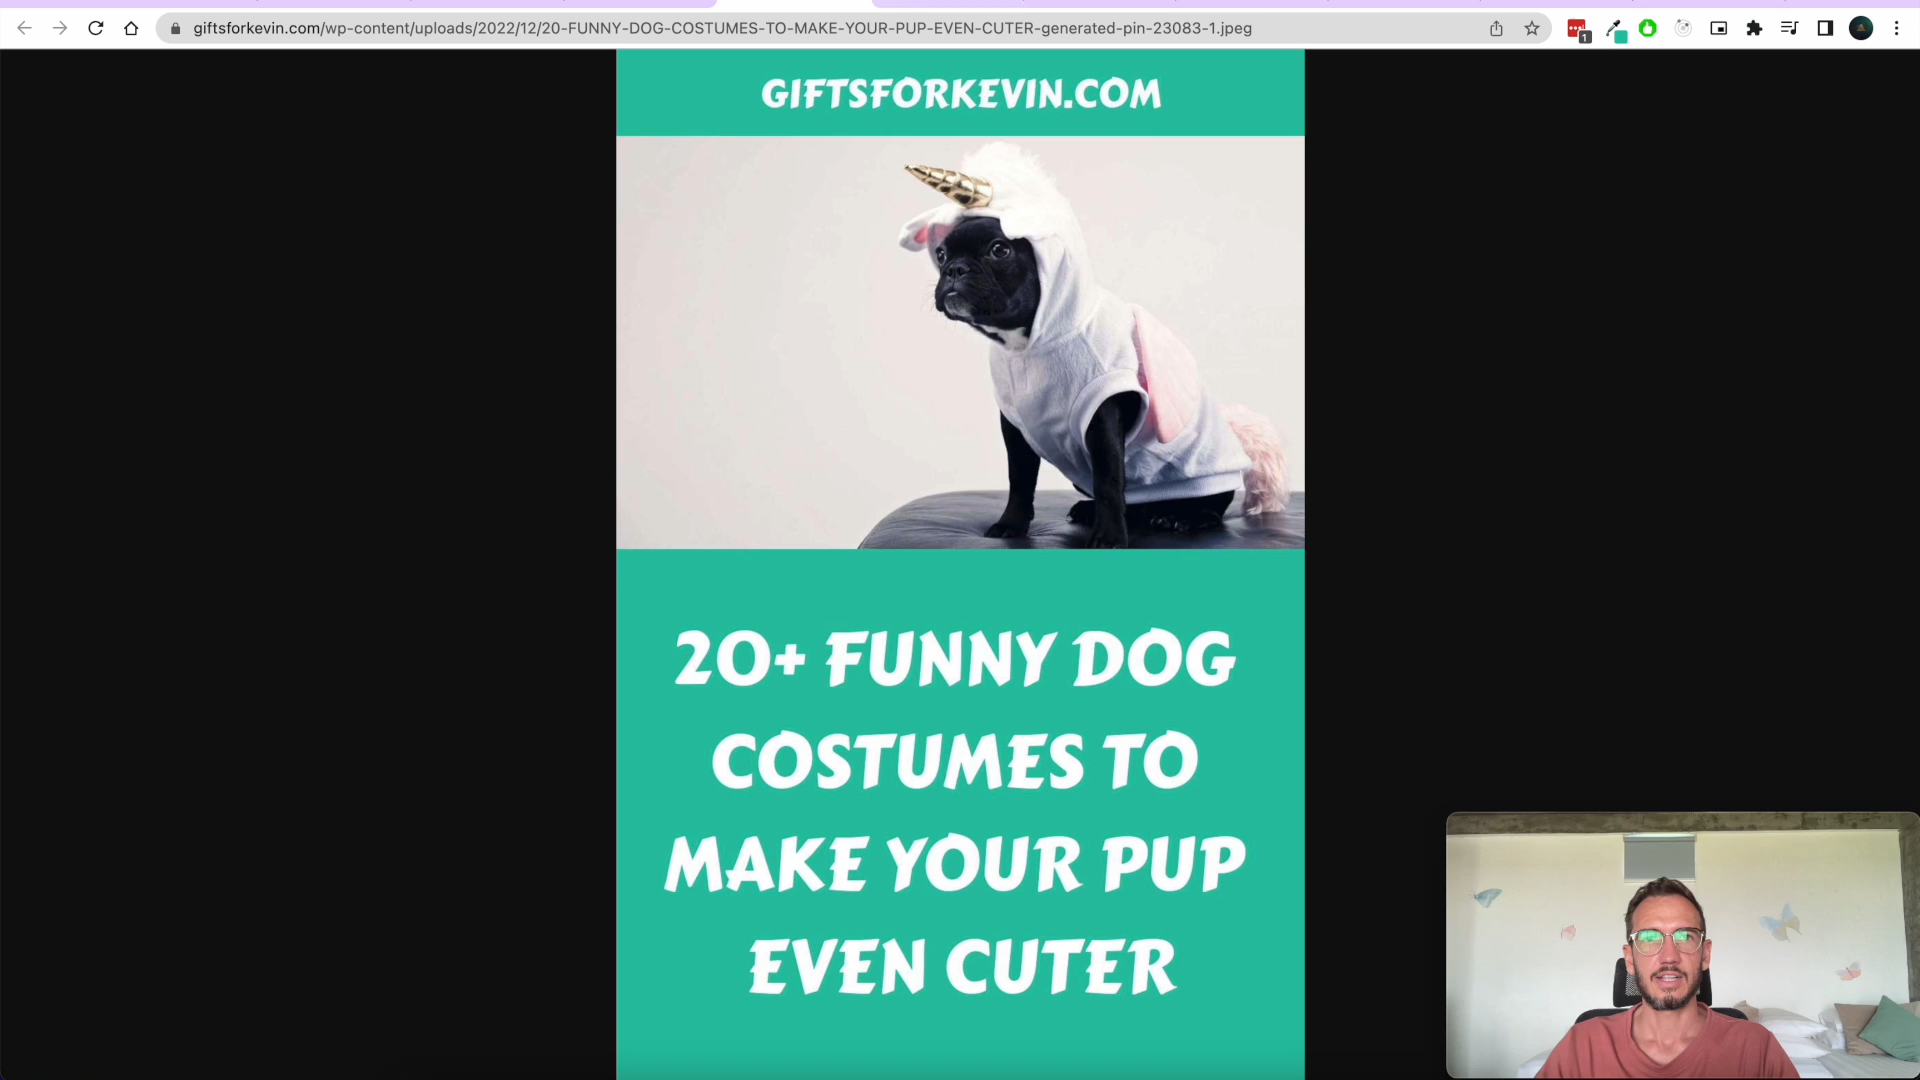 giftsforkevin.com/wp-content/uploads/2022/12/20-FUNNY-DOG-COSTUMES-TO-MAKE-YOUR-PUP-EVEN-CUTER-generated-pin-23083-1.jpeg
1
GIFTSFORKEVIN.COM
20+ FUNNY DOG
COSTUMES TO
MAKE YOUR PUP
EVEN CUTER